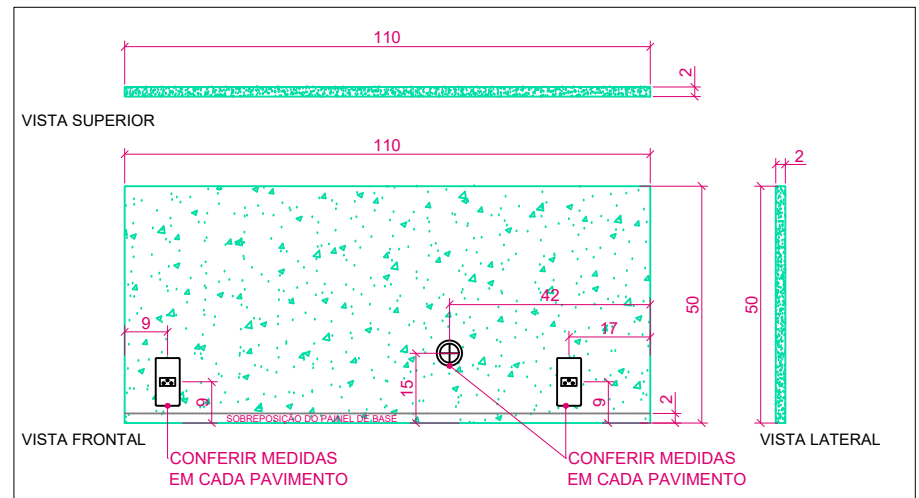 110
2
VISTA SUPERIOR
110
2
42
50
50
9
17
15
9
9
2
SOBREPOSIÇÃO DO PAINEL DE BASE
VISTA FRONTAL
VISTA LATERAL
CONFERIR MEDIDAS
EM CADA PAVIMENTO
CONFERIR MEDIDAS
EM CADA PAVIMENTO